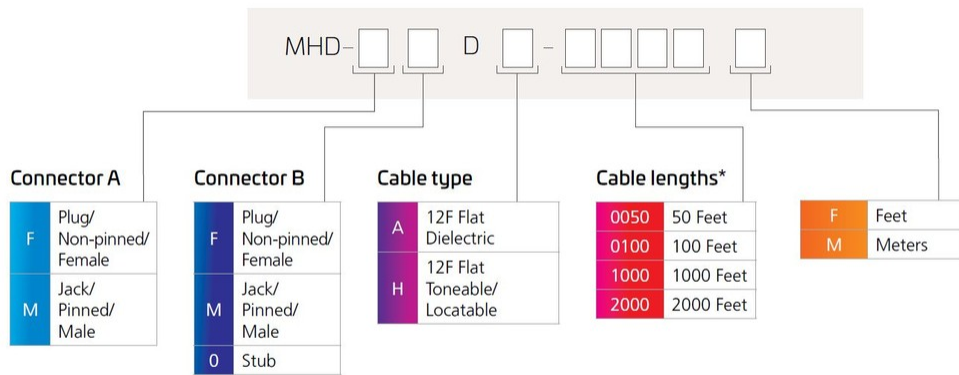 MHD- D -
Connector A
F
Plug/
Non-pinned/
Female
M
Jack/
Pinned/
Male
Connector B
F
Plug/
Non-pinned/
Female
M
Jack/
Pinned/
Male
0 Stub
Cable type
A
12F Flat
Dielectric
H
12F Flat
Toneable/
Locatable
Cable lengths*
0050 50 Feet
0100 100 Feet
1000 1000 Feet
2000 2000 Feet
F Feet
M Meters